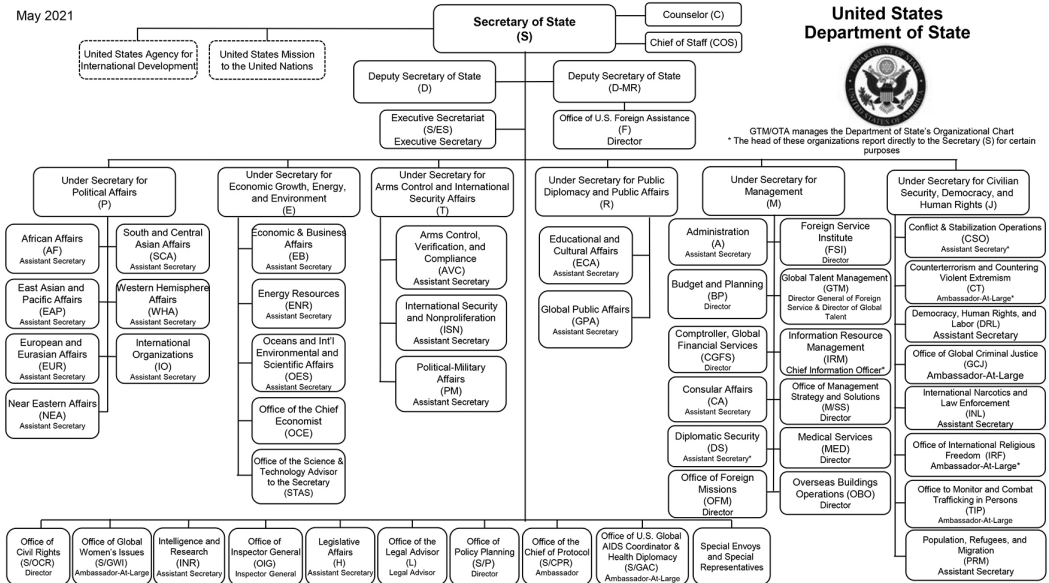 May 2021
Secretary of State
(S)
Counselor (C)
Chief of Staff (COS)
United States
Department of State
United States Agency for
International Development
United States Mission
to the United Nations
Deputy Secretary of State
(D)
Deputy Secretary of State
(D-MR)
Executive Secretariat
(S/ES)
Executive Secretary
Office of U.S. Foreign Assistance
(F)
Director
DEPARTMENT OF STATE
UNITED STATES OF AMERICA
GTM/OTA manages the Department of State's Organizational Chart
* The head of these organizations report directly to the Secretary (S) for certain
purposes
Under Secretary for
Political Affairs
(P)
Under Secretary for
Economic Growth, Energy,
and Environment
(E)
Under Secretary for
Arms Control and International
Security Affairs
(T)
Under Secretary for Public
Diplomacy and Public Affairs
(R)
Under Secretary for
Management
(M)
Under Secretary for Civilian
Security, Democracy, and
Human Rights (J)
African Affairs
(AF)
Assistant Secretary
South and Central
Asian Affairs
(SCA)
Assistant Secretary
East Asian and
Pacific Affairs
(EAP)
Assistant Secretary
Western Hemisphere
Affairs
(WHA)
Assistant Secretary
European and
Eurasian Affairs
(EUR)
Assistant Secretary
International
Organizations
(IO)
Assistant Secretary
Near Eastern Affairs
(NEA)
Assistant Secretary
Economic & Business
Affairs
(EB)
Assistant Secretary
Energy Resources
(ENR)
Assistant Secretary
Oceans and Int'l
Environmental and
Scientific Affairs
(OES)
Assistant Secretary
Office of the Chief
Economist
(OCE)
Office of the Science &
Technology Advisor
to the Secretary
(STAS)
Arms Control,
Verification, and
Compliance
(AVC)
Assistant Secretary
International Security
and Nonproliferation
(ISN)
Assistant Secretary
Political-Military
Affairs
(PM)
Assistant Secretary
Educational and
Cultural Affairs
(ECA)
Assistant Secretary
Global Public Affairs
(GPA)
Assistant Secretary
Administration
(A)
Assistant Secretary
Foreign Service
Institute
(FSI)
Director
Budget and Planning
(BP)
Director
Global Talent Management
(GTM)
Director General of Foreign
Service & Director of Global
Talent
Comptroller, Global
Financial Services
(CGFS)
Director
Information Resource
Management
(IRM)
Chief Information Officer*
Consular Affairs
(CA)
Assistant Secretary
Office of Management
Strategy and Solutions
(M/SS)
Director
Diplomatic Security
(DS)
Assistant Secretary*
Medical Services
(MED)
Director
Office of Foreign
Missions
(OFM)
Director
Overseas Buildings
Operations (OBO)
Director
Conflict & Stabilization Operations
(CSO)
Assistant Secretary*
Counterterrorism and Countering
Violent Extremism
(CT)
Ambassador-At-Large*
Democracy, Human Rights, and
Labor (DRL)
Assistant Secretary
Office of Global Criminal Justice
(GCJ)
Ambassador-At-Large
International Narcotics and
Law Enforcement
(INL)
Assistant Secretary
Office of International Religious
Freedom (IRF)
Ambassador-At-Large*
Office to Monitor and Combat
Trafficking in Persons
(TIP)
Ambassador-At-Large
Population, Refugees, and
Migration
(PRM)
Assistant Secretary
Office of
Civil Rights
(S/OCR)
Director
Office of Global
Women's Issues
(S/GWI)
Ambassador-At-Large
Intelligence and
Research
(INR)
Assistant Secretary
Office of
Inspector General
(OIG)
Inspector General
Legislative
Affairs
(H)
Assistant Secretary
Office of
the Legal Advisor
(L)
Legal Advisor
Office of
Policy Planning
(S/P)
Director
Office of the
Chief of Protocol
(S/CPR)
Ambassador
Office of U.S. Global
AIDS Coordinator &
Health Diplomacy
(S/GAC)
Ambassador-At-Large
Special Envoys
and Special
Representatives